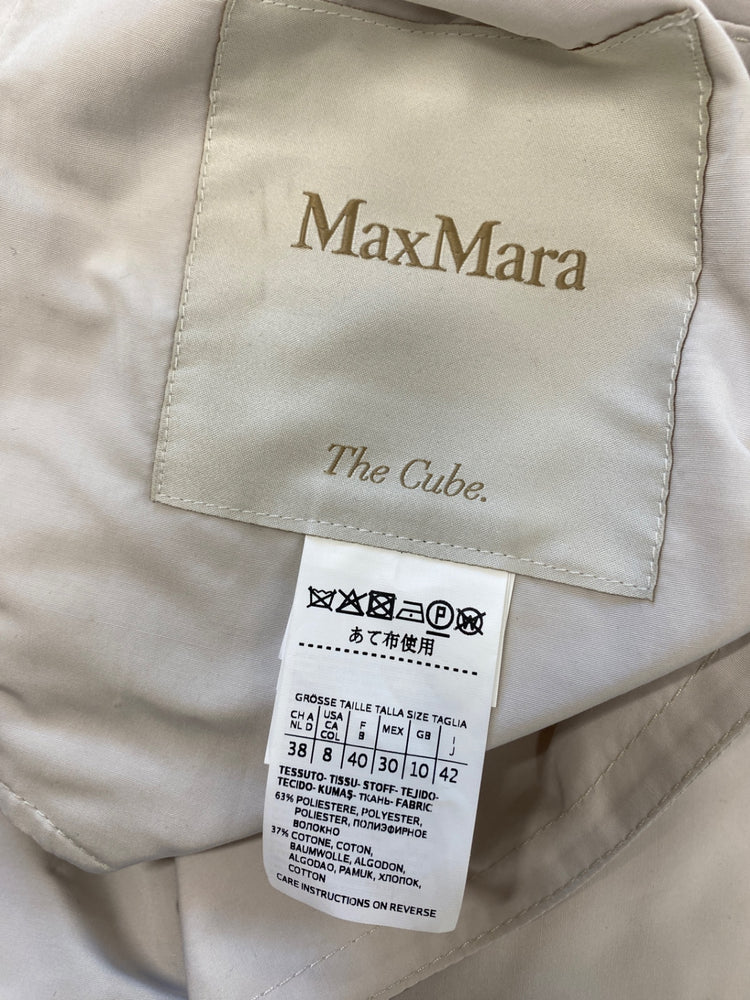 MaxMara
The Cube.
P W
あて布使用
GRÖSSE TAILLE TALLA SIZE TAGLIA
CH A NL D | USA CA COL | F B | MEX | GB | I J
38 | 8 | 40 | 30 | 10 | 42
TESSUTO- TISSU- STOFF- TEJIDO-
TECIDO- KUMAŞ- ТКАНЬ- FABRIC
63% POLIESTERE, POLYESTER,
POLIÉSTER, ПОЛИЭФИРНОЕ
ВОЛОКНО
37% COTONE, COTON,
BAUMWOLLE, ALGODON,
ALGODAO, PAMUK, ХЛОПОК,
COTTON
CARE INSTRUCTIONS ON REVERSE